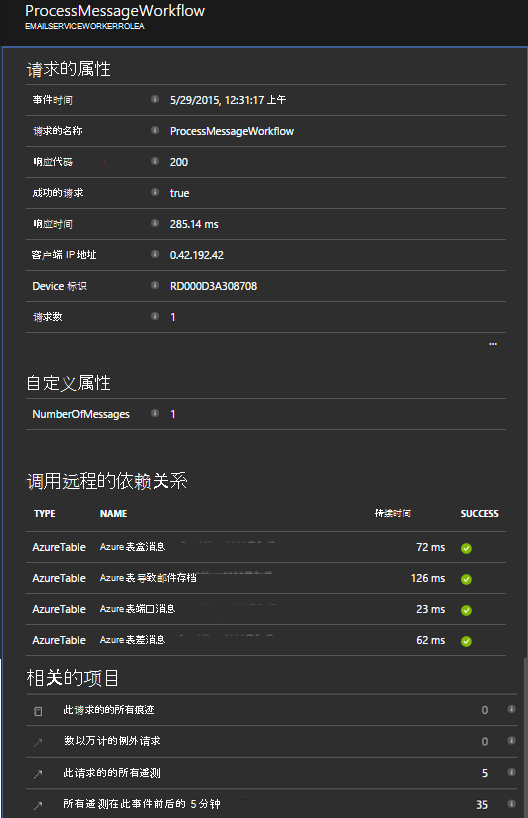 ProcessMessageWorkflow
EMAILSERVICEWORKERROLEA
请求的属性
事件时间 5/29/2015, 12:31:17 上午
请求的名称 ProcessMessageWorkflow
响应代码 200
成功的请求 true
响应时间 285.14 ms
客户端 IP 地址 0.42.192.42
Device 标识 RD000D3A308708
请求数 1
...
自定义属性
NumberOfMessages 1
调用远程的依赖关系
TYPE NAME 持续时间 SUCCESS
AzureTable Azure 表盒消息 72 ms
AzureTable Azure 表导致邮件存档 126 ms
AzureTable Azure 表端口消息 23 ms
AzureTable Azure 表差消息 62 ms
相关的项目
此请求的的所有痕迹 0
数以万计的例外请求 0
此请求的的所有遥测 5
所有遥测在此事件前后的 5 分钟 35